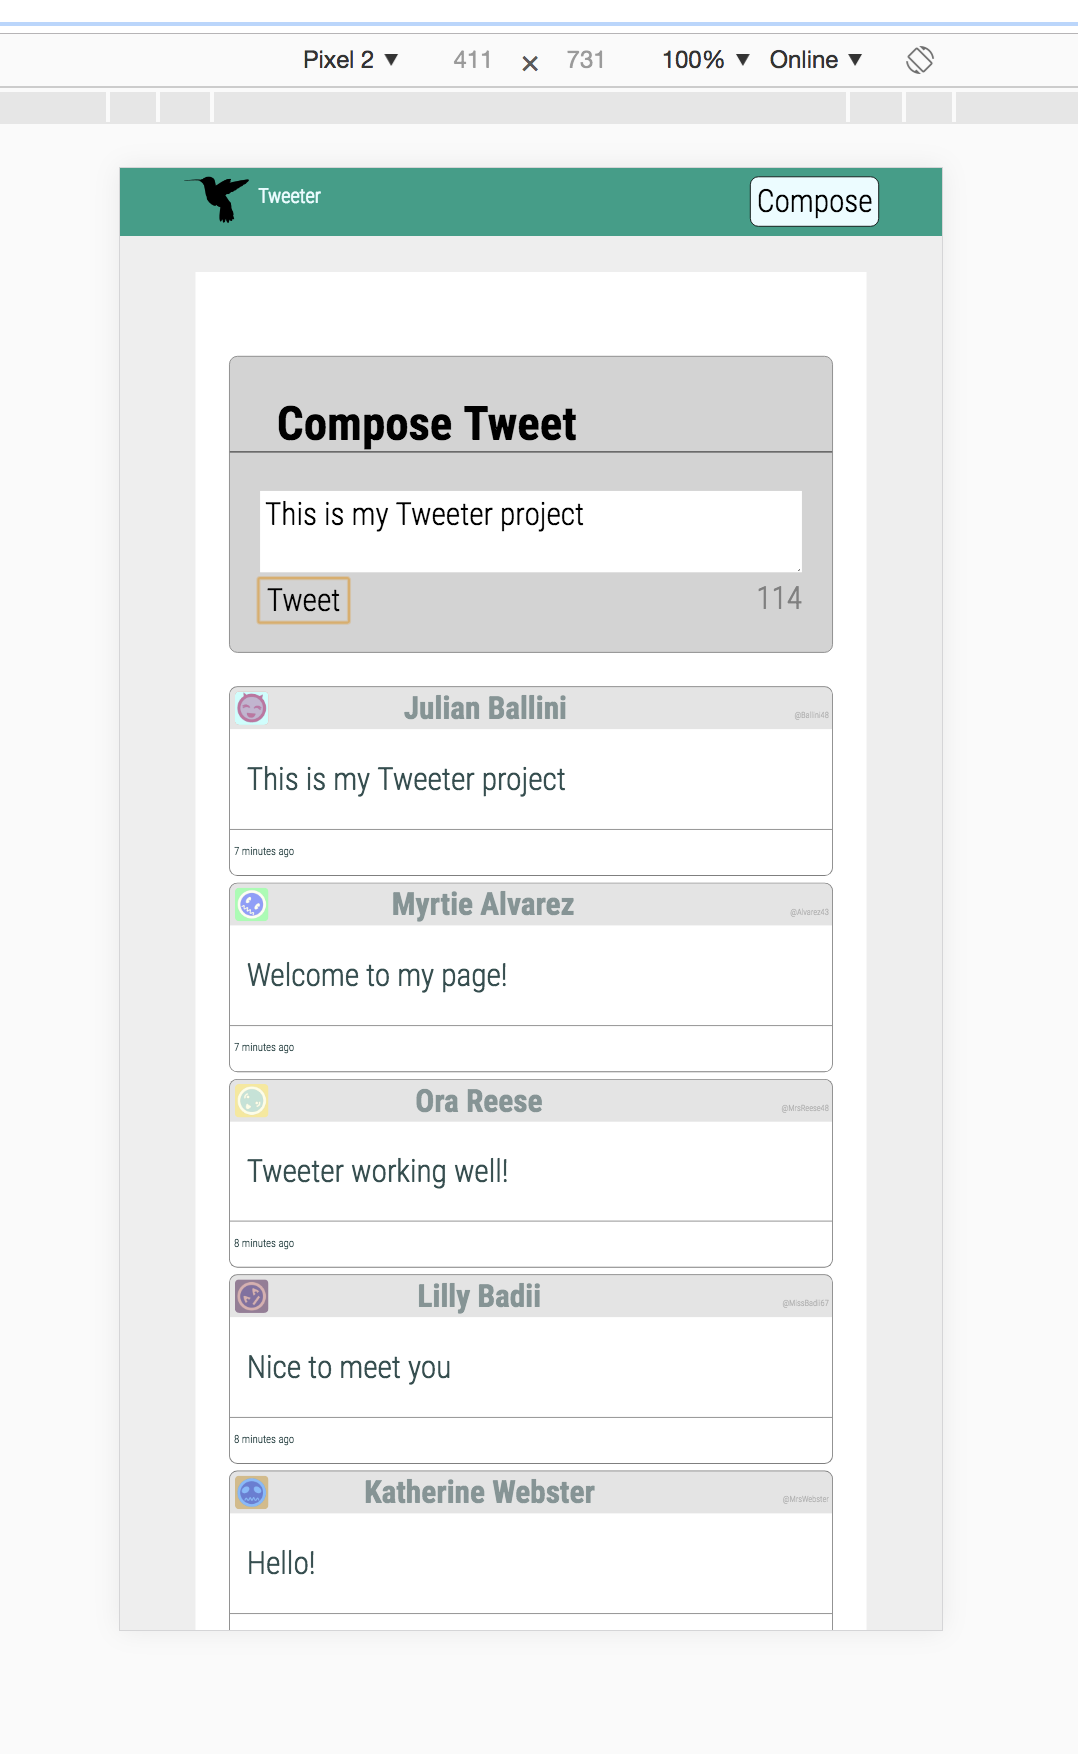 Pixel 2 ▼ 411 × 731 100% ▼ Online ▼
Tweeter Compose
Compose Tweet
This is my Tweeter project
Tweet 114
Julian Ballini @Ballini48
This is my Tweeter project
7 minutes ago
Myrtie Alvarez @Alvarez43
Welcome to my page!
7 minutes ago
Ora Reese @MrsReese48
Tweeter working well!
8 minutes ago
Lilly Badii @MissBadii67
Nice to meet you
8 minutes ago
Katherine Webster @MrsWebster
Hello!